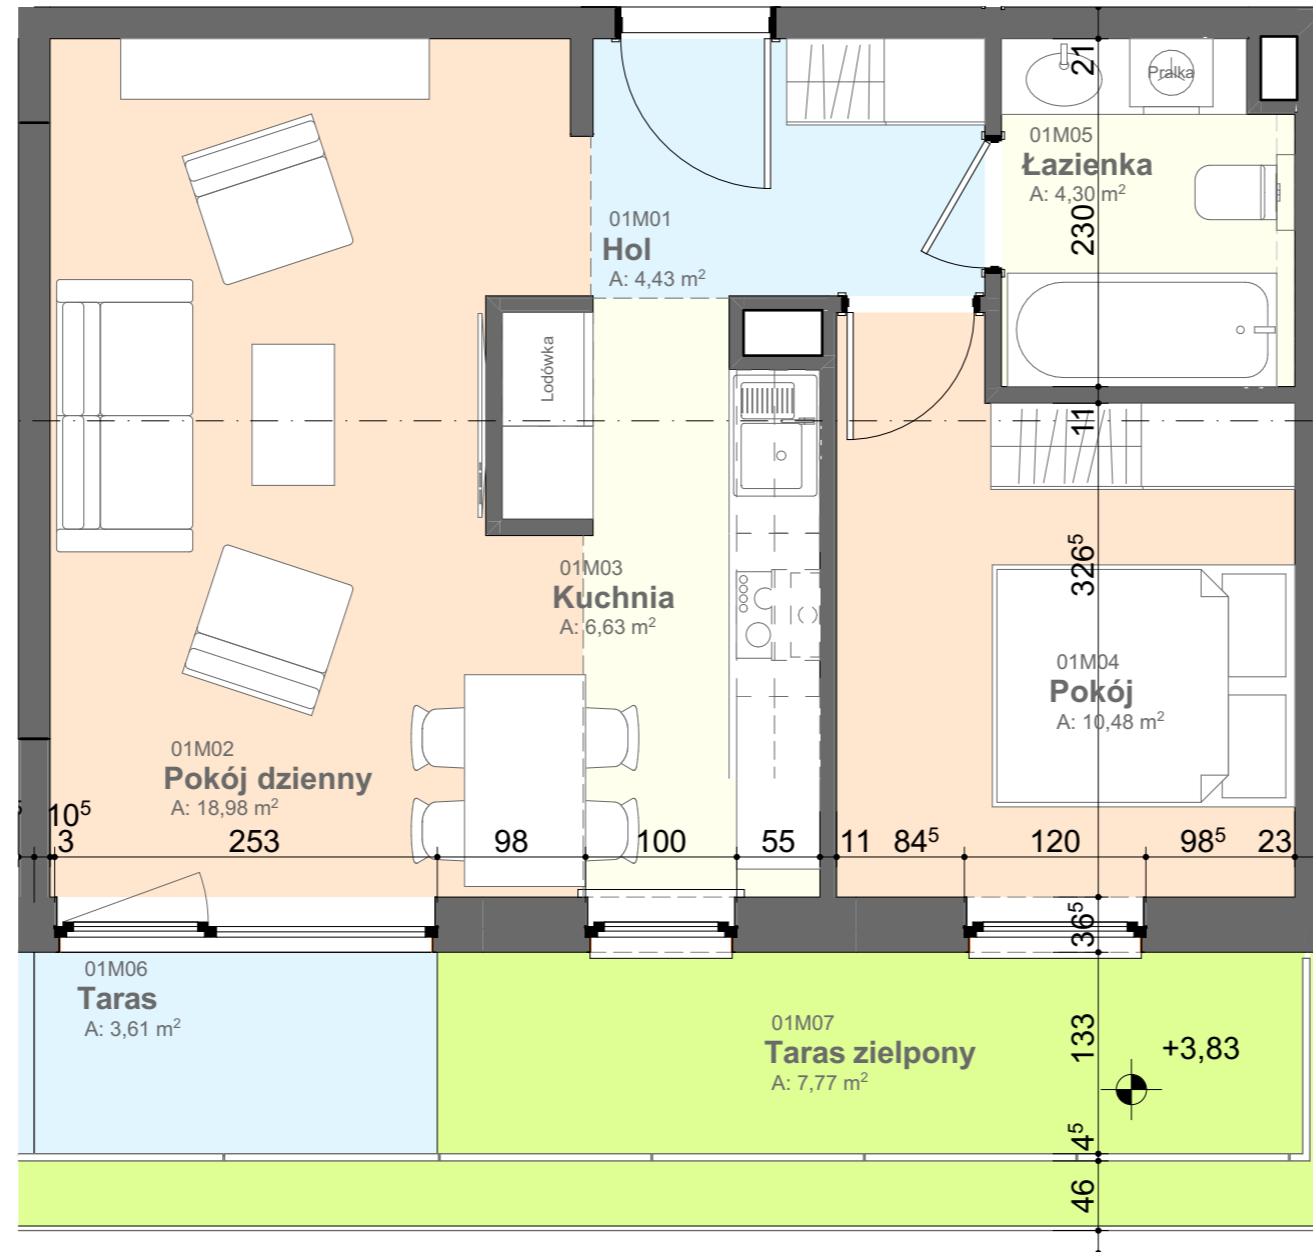 21
Pralka
01M05
Łazienka
A: 4,30 m²
230
01M01
Hol
A: 4,43 m²
Lodówka
11
326⁵
01M03
Kuchnia
A: 6,63 m²
01M04
Pokój
A: 10,48 m²
01M02
Pokój dzienny
A: 18,98 m²
10⁵
3 253 98 100 55 11 84⁵ 120 98⁵ 23
36⁵
01M06
Taras
A: 3,61 m²
01M07
Taras zielpony
A: 7,77 m²
133
+3,83
4⁵
46